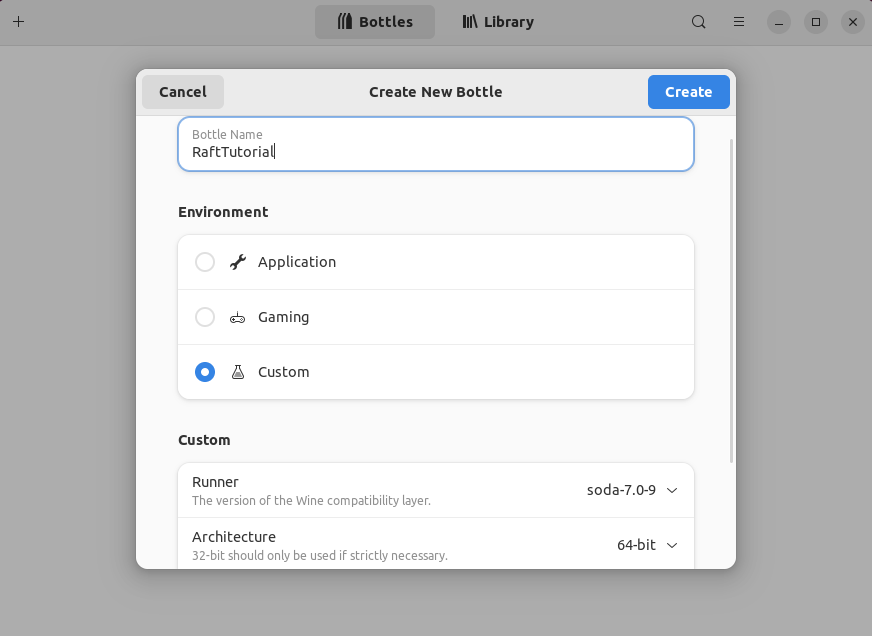 Bottles Library
Cancel Create New Bottle Create
Bottle Name
RaftTutorial
Environment
Application
Gaming
Custom
Custom
Runner
The version of the Wine compatibility layer.
soda-7.0-9
Architecture
32-bit should only be used if strictly necessary.
64-bit